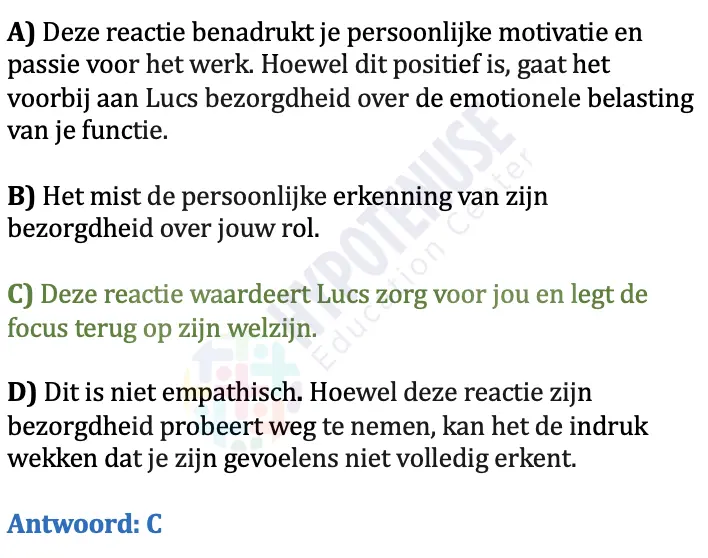 A) Deze reactie benadrukt je persoonlijke motivatie en
passie voor het werk. Hoewel dit positief is, gaat het
voorbij aan Lucs bezorgdheid over de emotionele belasting
van je functie.
B) Het mist de persoonlijke erkenning van zijn
bezorgdheid over jouw rol.
C) Deze reactie waardeert Lucs zorg voor jou en legt de
focus terug op zijn welzijn.
D) Dit is niet empathisch. Hoewel deze reactie zijn
bezorgdheid probeert weg te nemen, kan het de indruk
wekken dat je zijn gevoelens niet volledig erkent.
Antwoord: C
HYPOTENUSE
Education Center